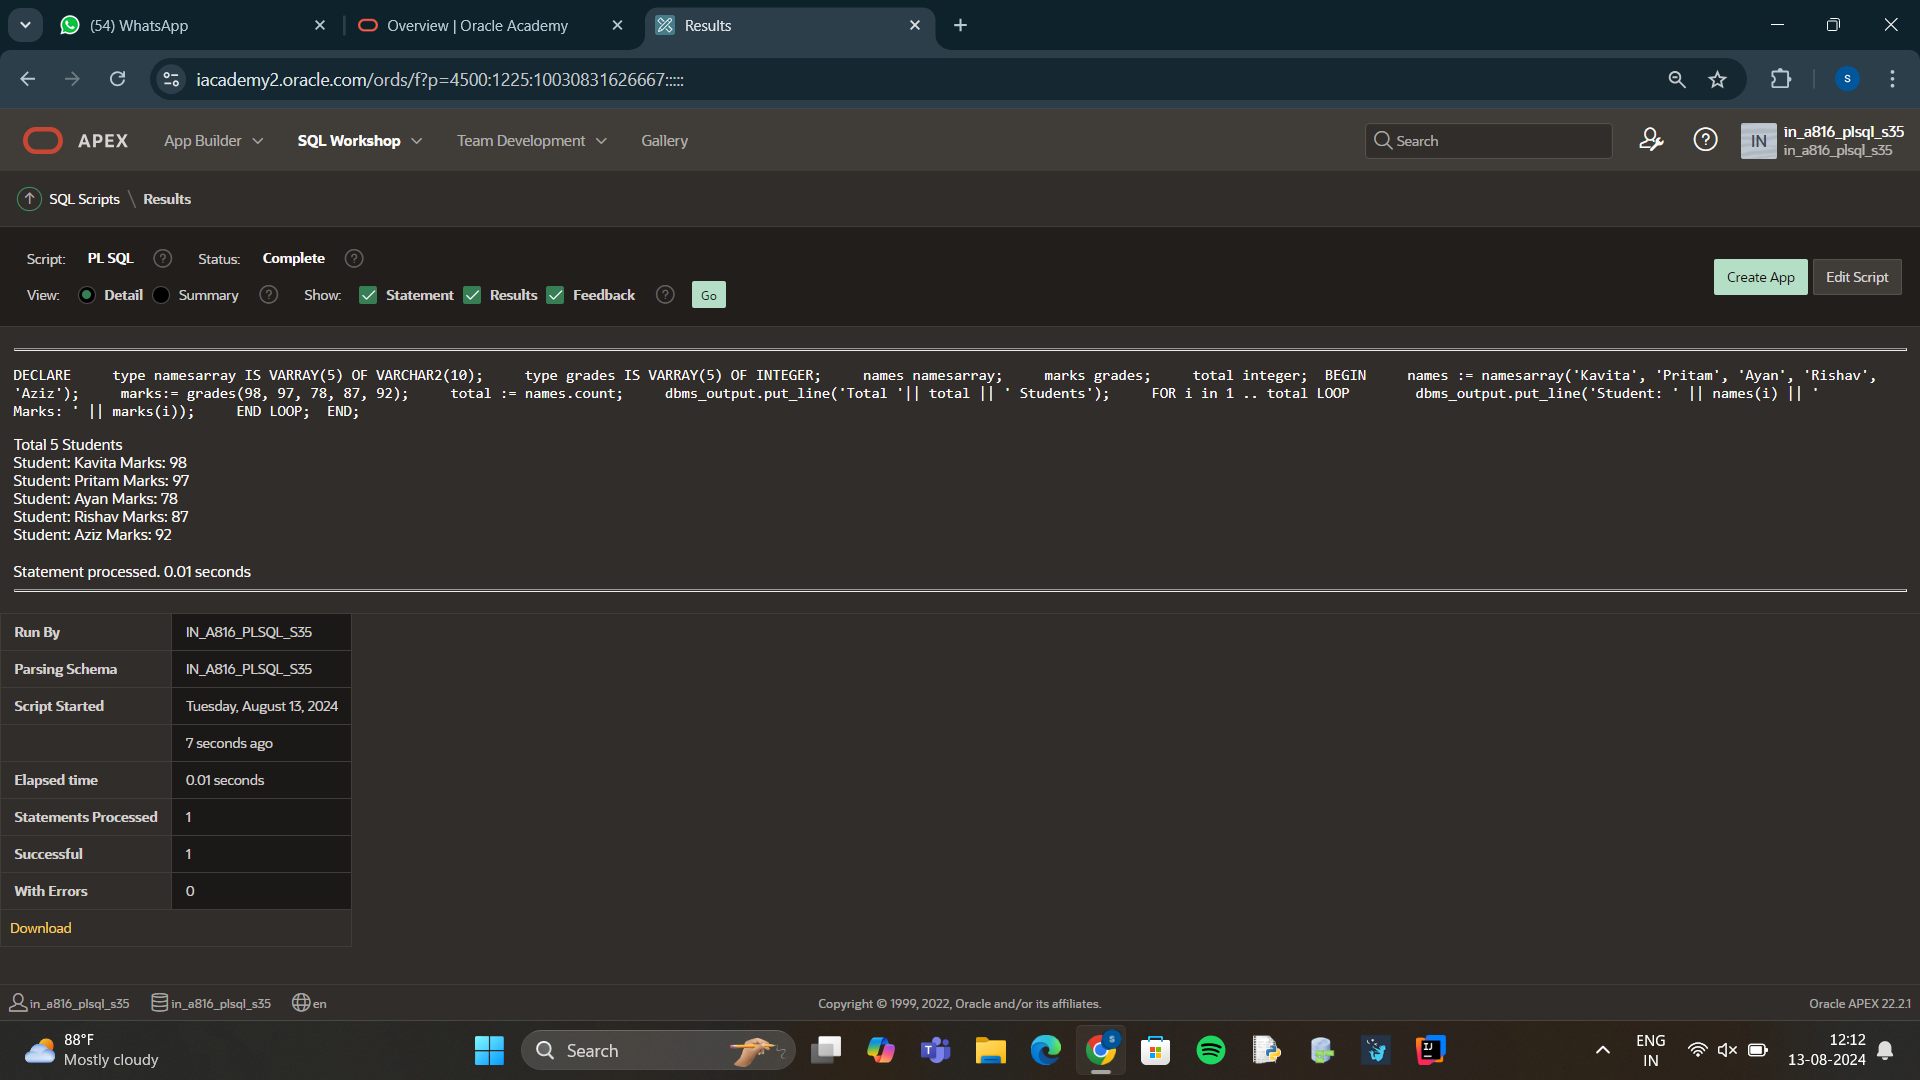 (54) WhatsApp
Overview | Oracle Academy
Results
iacademy2.oracle.com/ords/f?p=4500:1225:10030831626667:::::
S
APEX
App Builder
SQL Workshop
Team Development
Gallery
Search
IN
in_a816_plsql_s35
in_a816_plsql_s35
SQL Scripts \ Results
Script: PL SQL ? Status: Complete ?
View: Detail Summary ? Show: Statement Results Feedback ? Go
Create App
Edit Script
DECLARE     type namesarray IS VARRAY(5) OF VARCHAR2(10);     type grades IS VARRAY(5) OF INTEGER;     names namesarray;     marks grades;     total integer;  BEGIN     names := namesarray('Kavita', 'Pritam', 'Ayan', 'Rishav',
'Aziz');     marks:= grades(98, 97, 78, 87, 92);     total := names.count;     dbms_output.put_line('Total '|| total || ' Students');     FOR i in 1 .. total LOOP        dbms_output.put_line('Student: ' || names(i) || '
Marks: ' || marks(i));     END LOOP;  END;
Total 5 Students
Student: Kavita Marks: 98
Student: Pritam Marks: 97
Student: Ayan Marks: 78
Student: Rishav Marks: 87
Student: Aziz Marks: 92
Statement processed. 0.01 seconds
Run By IN_A816_PLSQL_S35
Parsing Schema IN_A816_PLSQL_S35
Script Started Tuesday, August 13, 2024
7 seconds ago
Elapsed time 0.01 seconds
Statements Processed 1
Successful 1
With Errors 0
Download
in_a816_plsql_s35
in_a816_plsql_s35
en
Copyright © 1999, 2022, Oracle and/or its affiliates.
Oracle APEX 22.2.1
88°F
Mostly cloudy
Search
ENG
IN
12:12
13-08-2024